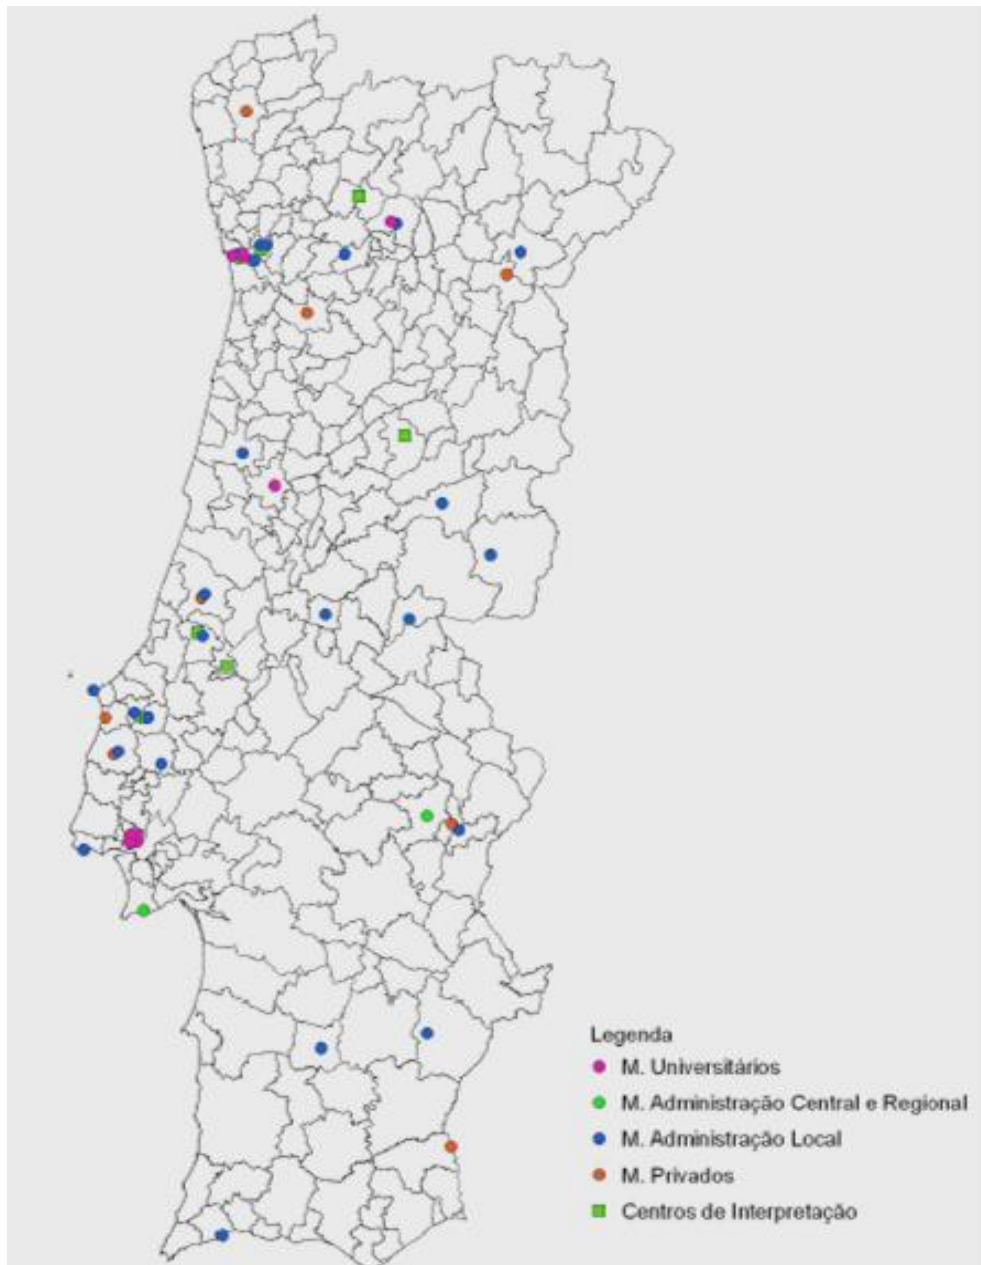 Legenda
M. Universitários
M. Administração Central e Regional
M. Administração Local
M. Privados
Centros de Interpretação